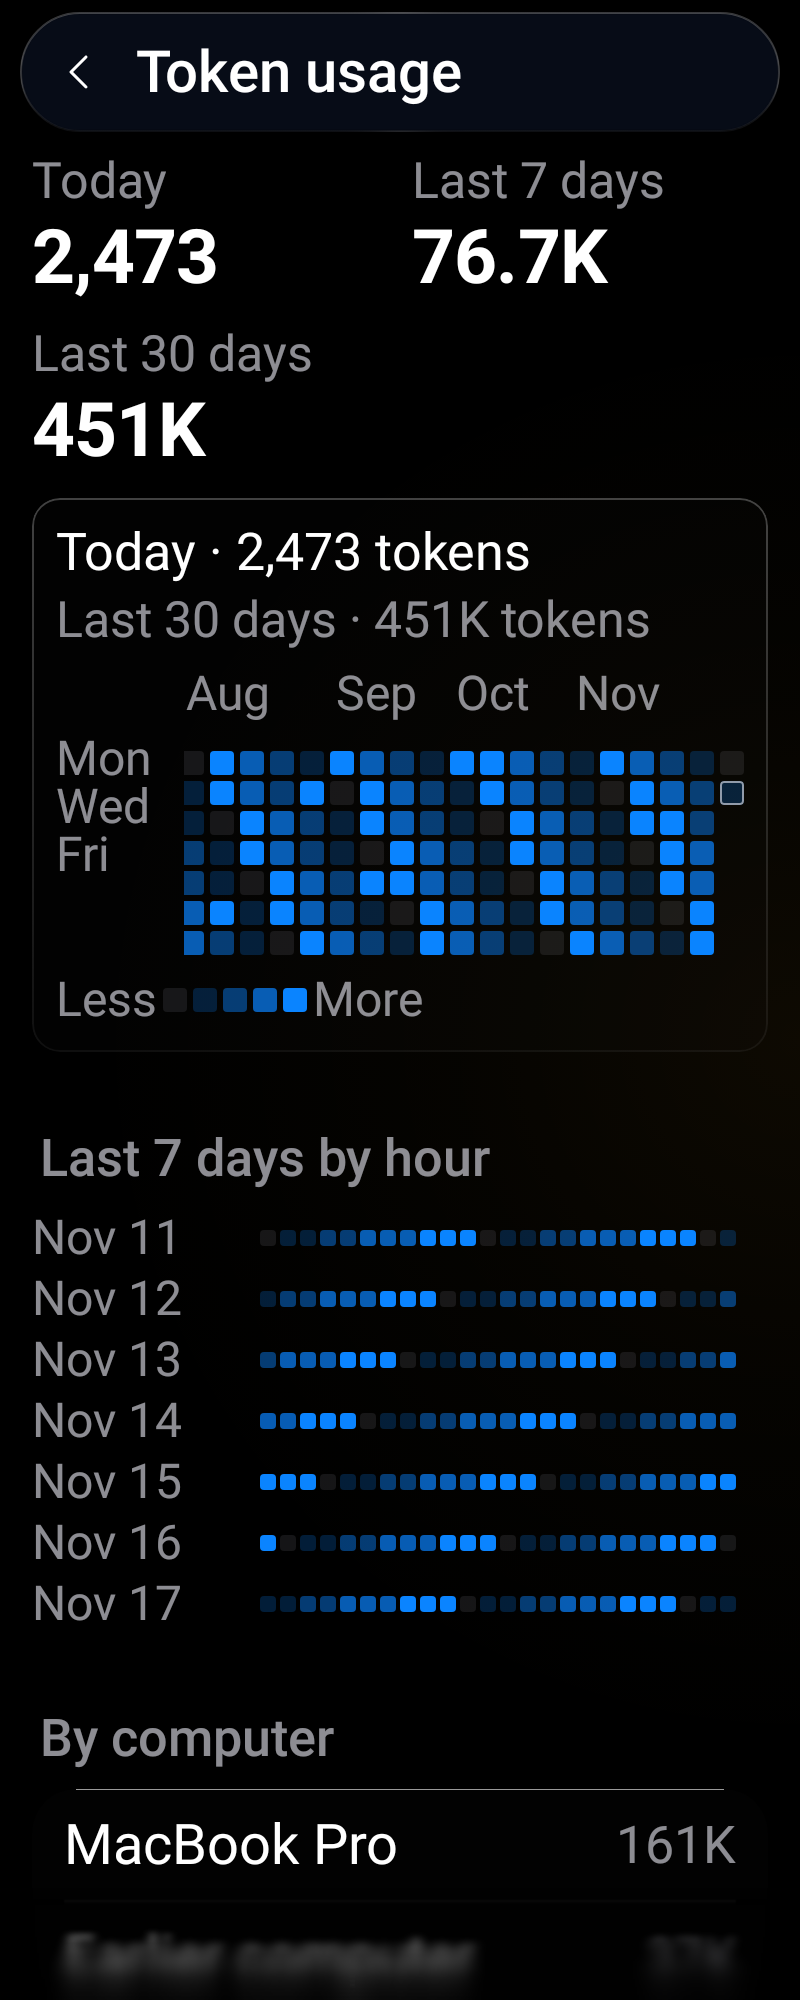 Token usage
Today
2,473
Last 7 days
76.7K
Last 30 days
451K
Today · 2,473 tokens
Last 30 days · 451K tokens
Aug Sep Oct Nov
Mon
Wed
Fri
Less More
Last 7 days by hour
Nov 11
Nov 12
Nov 13
Nov 14
Nov 15
Nov 16
Nov 17
By computer
MacBook Pro 161K
Earlier computer